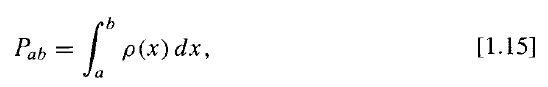 $P_{ab} = \int_a^b \rho(x)\, dx,$ [1.15]